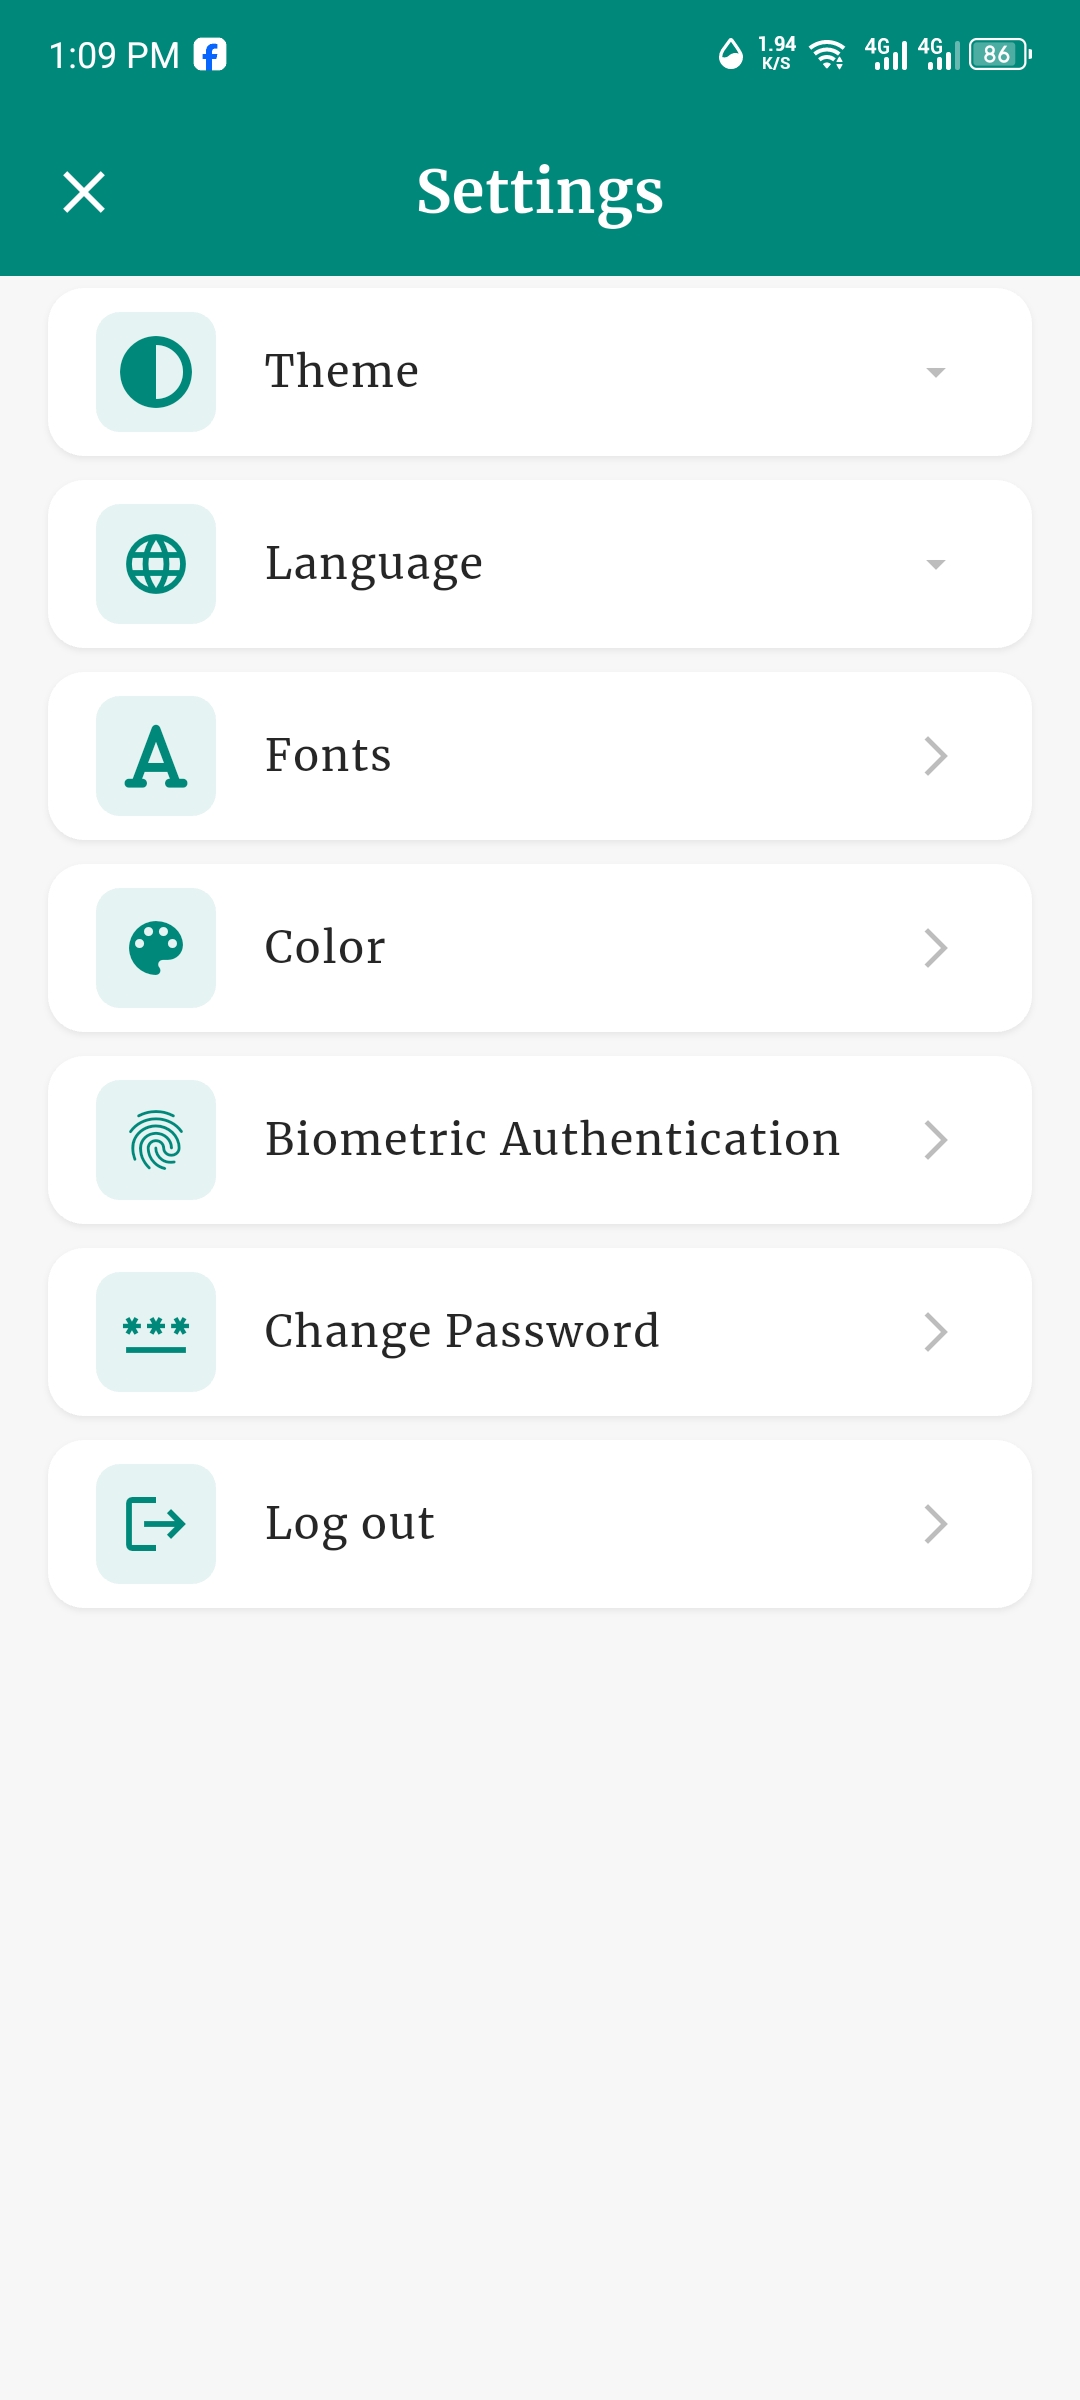 1:09 PM
1.94
K/S
4G
4G
86
Settings
Theme
Language
Fonts
Color
Biometric Authentication
Change Password
Log out